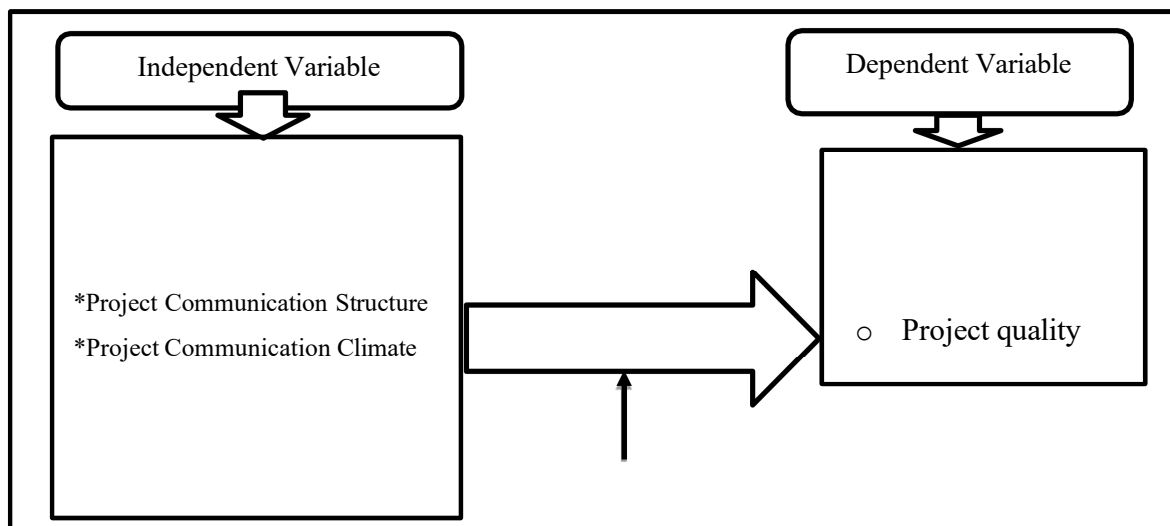 Independent Variable
Dependent Variable
*Project Communication Structure
*Project Communication Climate
○ Project quality